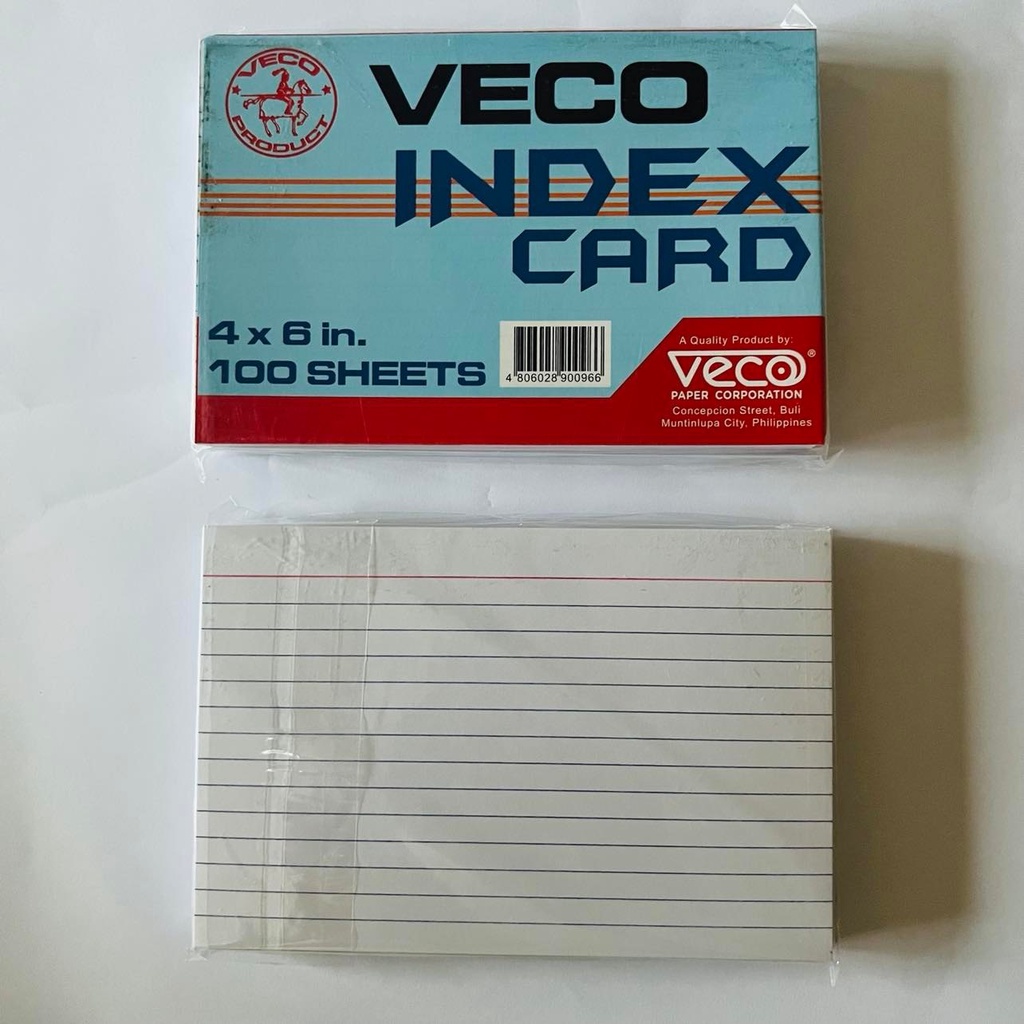 VECO
PRODUCT
VECO
INDEX
CARD
4 x 6 in.
100 SHEETS
4 806028 900966
A Quality Product by:
veco®
PAPER CORPORATION
Concepcion Street, Buli
Muntinlupa City, Philippines